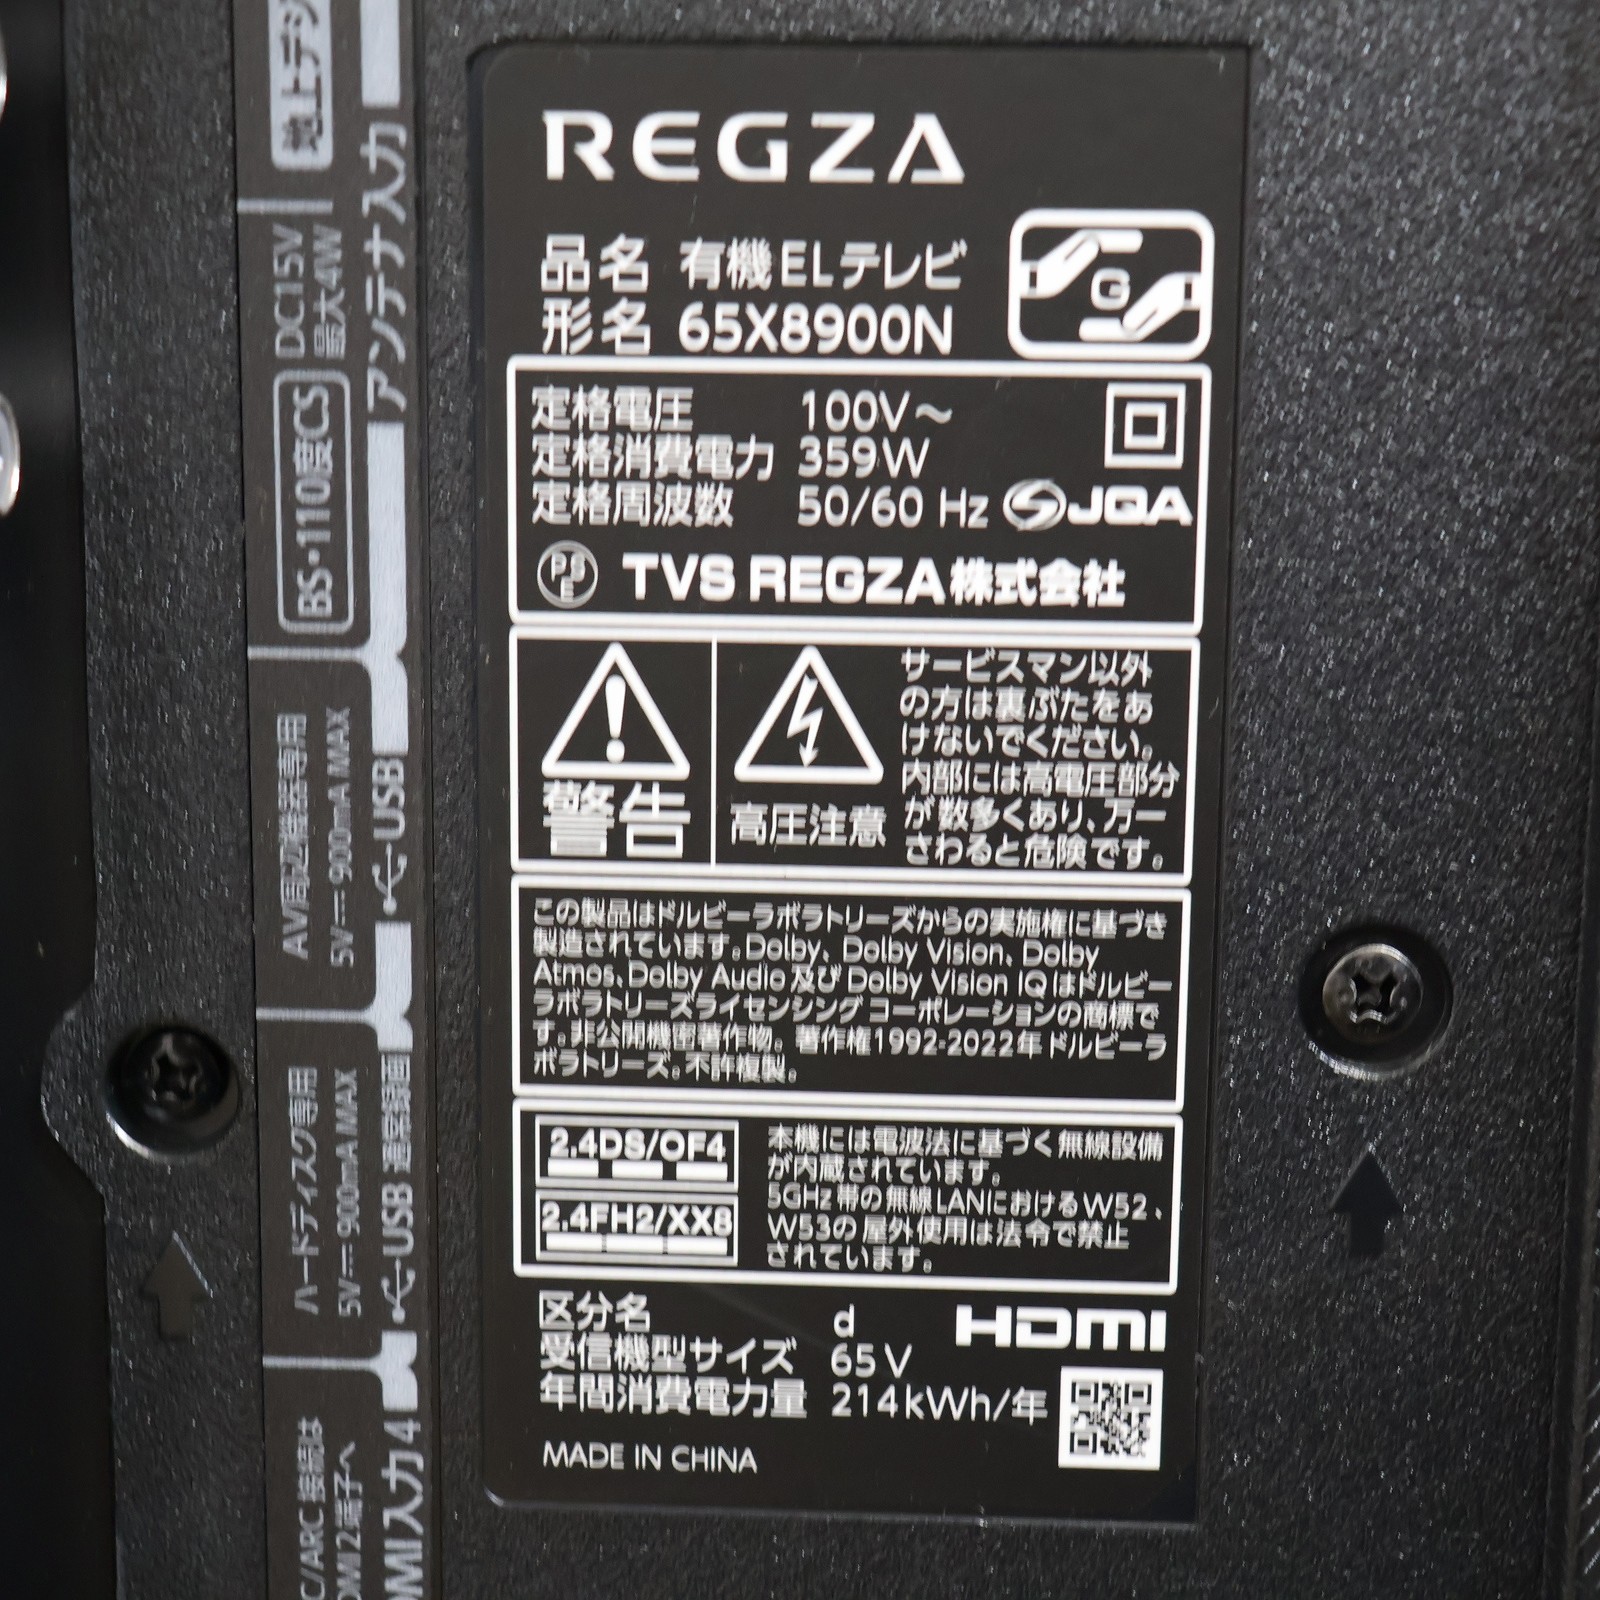 REGZA
品名 有機ELテレビ
形名 65X8900N
G
定格電圧 100V～
定格消費電力 359W
定格周波数 50/60 Hz
JQA
PSE TVS REGZA株式会社
警告
高圧注意
サービスマン以外
の方は裏ぶたをあ
けないでください。
内部には高電圧部分
が数多くあり、万一
さわると危険です。
この製品はドルビーラボラトリーズからの実施権に基づき
製造されています。Dolby、Dolby Vision、Dolby
Atmos、Dolby Audio 及び Dolby Vision IQ はドルビー
ラボラトリーズライセンシング コーポレーションの商標で
す。非公開機密著作物。著作権1992-2022年 ドルビーラ
ボラトリーズ。不許複製。
2.4DS/OF4
2.4FH2/XX8
本機には電波法に基づく無線設備
が内蔵されています。
5GHz 帯の無線LANにおけるW52、
W53の屋外使用は法令で禁止
されています。
区分名 d
受信機型サイズ 65V
年間消費電力量 214kWh/年
HDMI
MADE IN CHINA
地上デジ
DC15V
最大4W
BS・110度CS
アンテナ入力
AV周辺機器専用
5V⎓900mA MAX
USB
ハードディスク専用
5V⎓900mA MAX
USB 通常録画
C/ARC 接続は
DMI 2端子へ
DMI入力4